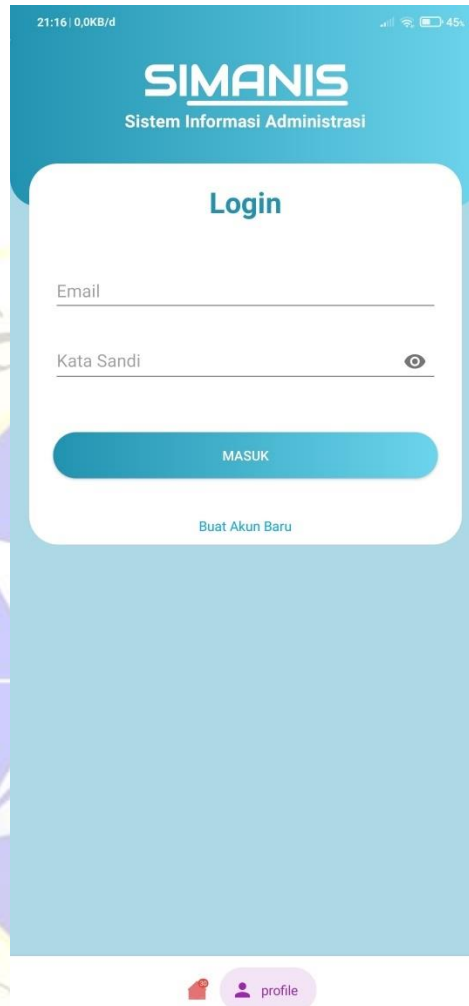 21:16 | 0,0KB/d 45%
SIMANIS
Sistem Informasi Administrasi
Login
Email
Kata Sandi
MASUK
Buat Akun Baru
profile